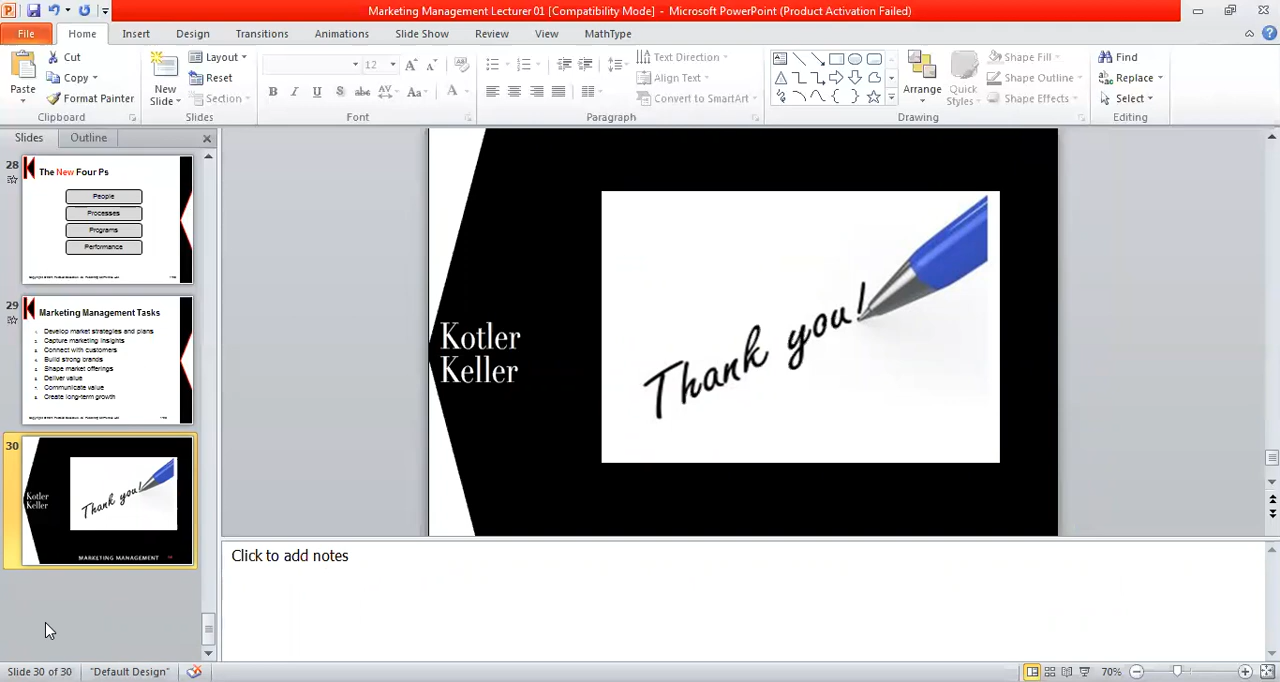 Marketing Management Lecturer 01 [Compatibility Mode] - Microsoft PowerPoint (Product Activation Failed)
File Home Insert Design Transitions Animations Slide Show Review View MathType
Paste
Cut
Copy
Format Painter
Clipboard
New Slide
Layout
Reset
Section
Slides
12
B I U S abc AV Aa A
Font
Text Direction
Align Text
Convert to SmartArt
Paragraph
Arrange
Quick Styles
Shape Fill
Shape Outline
Shape Effects
Drawing
Find
Replace
Select
Editing
Slides Outline
28
The New Four Ps
People
Processes
Programs
Performance
29
Marketing Management Tasks
Develop market strategies and plans
Capture marketing insights
Connect with customers
Build strong brands
Shape market offerings
Deliver value
Communicate value
Create long-term growth
30
Kotler
Keller
Thank you!
MARKETING MANAGEMENT
Kotler
Keller
Thank you!
Click to add notes
Slide 30 of 30 "Default Design" 70%